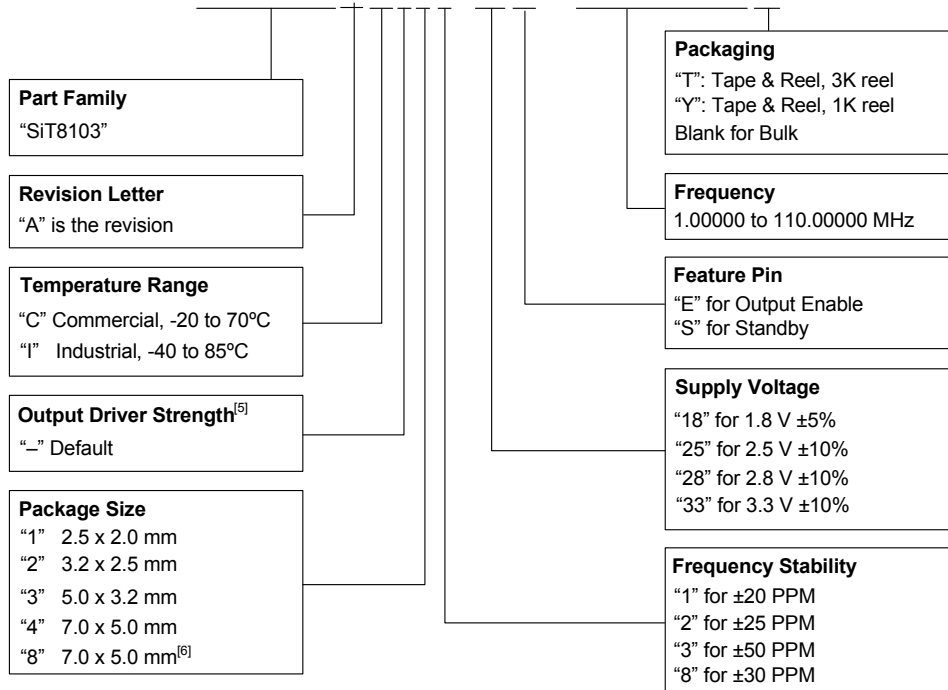 Part Family
“SiT8103”
Revision Letter
“A” is the revision
Temperature Range
“C” Commercial, -20 to 70ºC
“I” Industrial, -40 to 85ºC
Output Driver Strength[5]
“–” Default
Package Size
“1” 2.5 x 2.0 mm
“2” 3.2 x 2.5 mm
“3” 5.0 x 3.2 mm
“4” 7.0 x 5.0 mm
“8” 7.0 x 5.0 mm[6]
Packaging
“T”: Tape & Reel, 3K reel
“Y”: Tape & Reel, 1K reel
Blank for Bulk
Frequency
1.00000 to 110.00000 MHz
Feature Pin
“E” for Output Enable
“S” for Standby
Supply Voltage
“18” for 1.8 V ±5%
“25” for 2.5 V ±10%
“28” for 2.8 V ±10%
“33” for 3.3 V ±10%
Frequency Stability
“1” for ±20 PPM
“2” for ±25 PPM
“3” for ±50 PPM
“8” for ±30 PPM